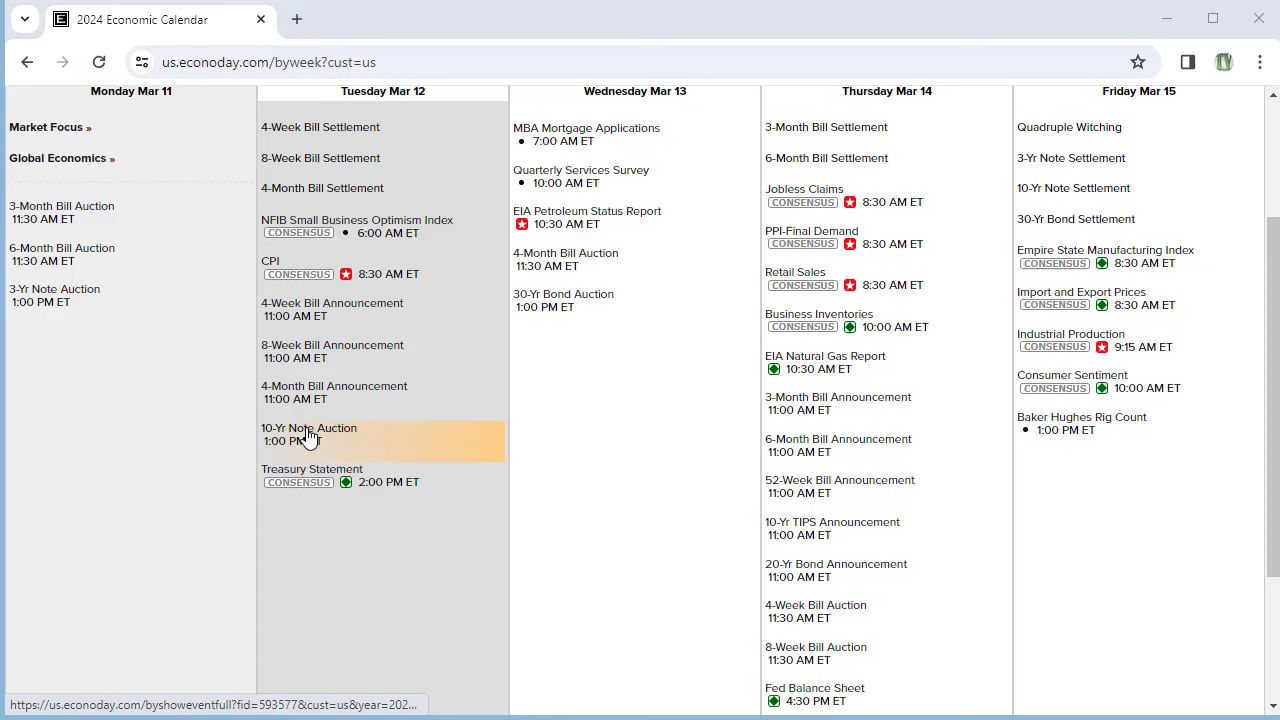 2024 Economic Calendar
us.econoday.com/byweek?cust=us
Monday Mar 11
Market Focus »
Global Economics »
3-Month Bill Auction
11:30 AM ET
6-Month Bill Auction
11:30 AM ET
3-Yr Note Auction
1:00 PM ET
Tuesday Mar 12
4-Week Bill Settlement
8-Week Bill Settlement
4-Month Bill Settlement
NFIB Small Business Optimism Index
CONSENSUS • 6:00 AM ET
CPI
CONSENSUS 8:30 AM ET
4-Week Bill Announcement
11:00 AM ET
8-Week Bill Announcement
11:00 AM ET
4-Month Bill Announcement
11:00 AM ET
10-Yr Note Auction
1:00 PM ET
Treasury Statement
CONSENSUS 2:00 PM ET
Wednesday Mar 13
MBA Mortgage Applications
• 7:00 AM ET
Quarterly Services Survey
• 10:00 AM ET
EIA Petroleum Status Report
10:30 AM ET
4-Month Bill Auction
11:30 AM ET
30-Yr Bond Auction
1:00 PM ET
Thursday Mar 14
3-Month Bill Settlement
6-Month Bill Settlement
Jobless Claims
CONSENSUS 8:30 AM ET
PPI-Final Demand
CONSENSUS 8:30 AM ET
Retail Sales
CONSENSUS 8:30 AM ET
Business Inventories
CONSENSUS 10:00 AM ET
EIA Natural Gas Report
10:30 AM ET
3-Month Bill Announcement
11:00 AM ET
6-Month Bill Announcement
11:00 AM ET
52-Week Bill Announcement
11:00 AM ET
10-Yr TIPS Announcement
11:00 AM ET
20-Yr Bond Announcement
11:00 AM ET
4-Week Bill Auction
11:30 AM ET
8-Week Bill Auction
11:30 AM ET
Fed Balance Sheet
4:30 PM ET
Friday Mar 15
Quadruple Witching
3-Yr Note Settlement
10-Yr Note Settlement
30-Yr Bond Settlement
Empire State Manufacturing Index
CONSENSUS 8:30 AM ET
Import and Export Prices
CONSENSUS 8:30 AM ET
Industrial Production
CONSENSUS 9:15 AM ET
Consumer Sentiment
CONSENSUS 10:00 AM ET
Baker Hughes Rig Count
• 1:00 PM ET
https://us.econoday.com/byshoweventfull?fid=593577&cust=us&year=202...